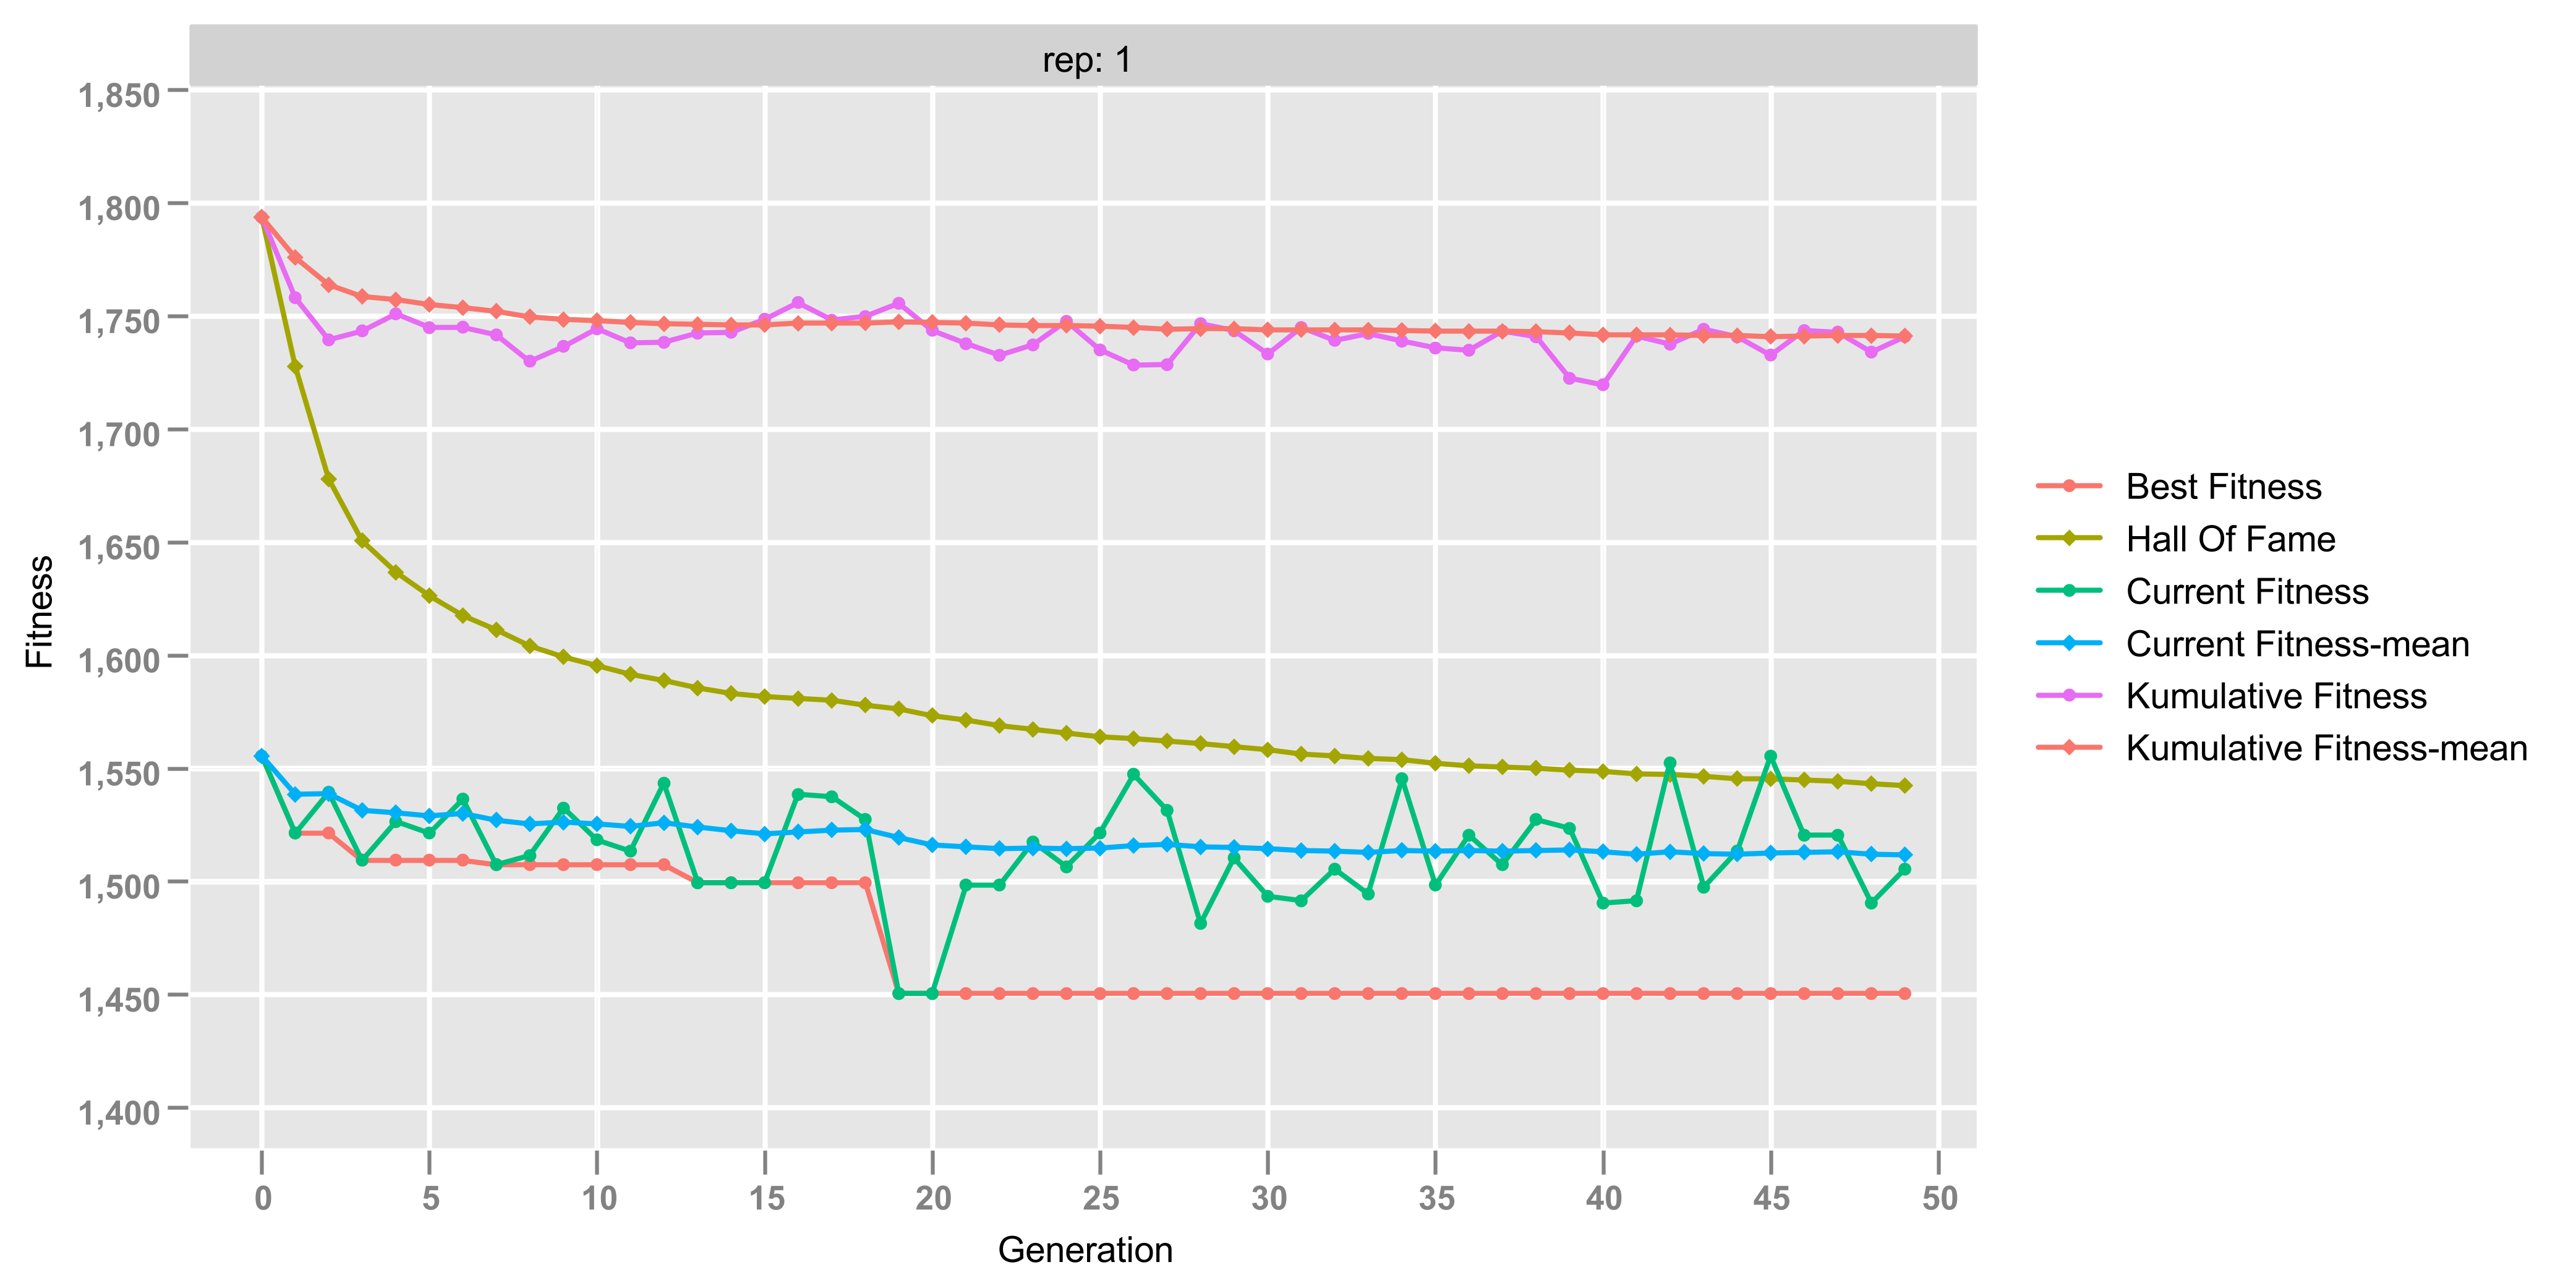 rep: 1
1,850
1,800
1,750
1,700
1,650
1,600
1,550
1,500
1,450
1,400
Fitness
0 5 10 15 20 25 30 35 40 45 50
Generation
Best Fitness
Hall Of Fame
Current Fitness
Current Fitness-mean
Kumulative Fitness
Kumulative Fitness-mean